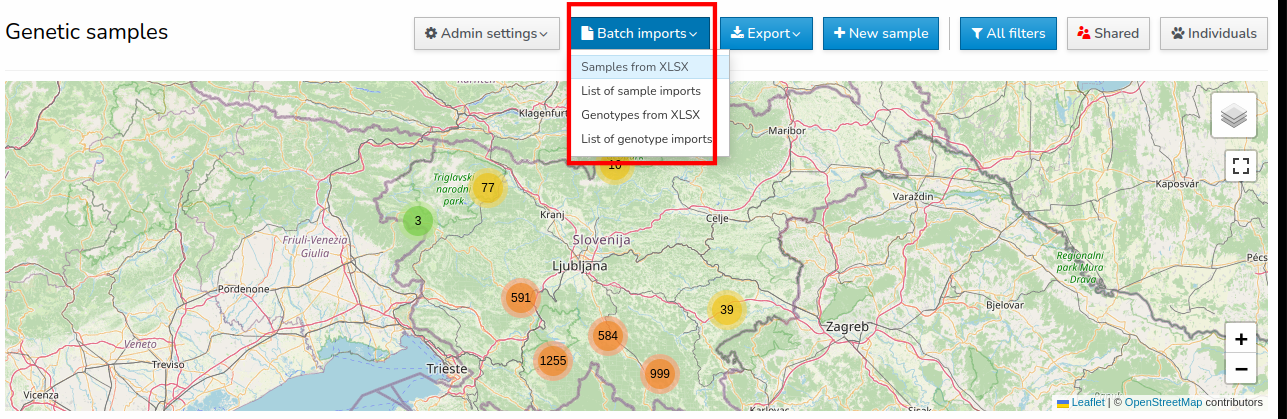 Genetic samples
Admin settings
Batch imports
Export
New sample
All filters
Shared
Individuals
Samples from XLSX
List of sample imports
Genotypes from XLSX
List of genotype imports
Klagenfurt
Maribor
Triglavski
narodni
park
77
3
Kranj
Celje
Varaždin
Kaposvár
Friuli-Venezia
Giulia
Slovenija
Ljubljana
Regionalni
park Mura
- Drava
Pécs
Pordenone
591
39
Bjelovar
Zagreb
584
Veneto
Treviso
Trieste
1255
999
Vicenza
Karlovac
Sisak
+
−
Leaflet | © OpenStreetMap contributors